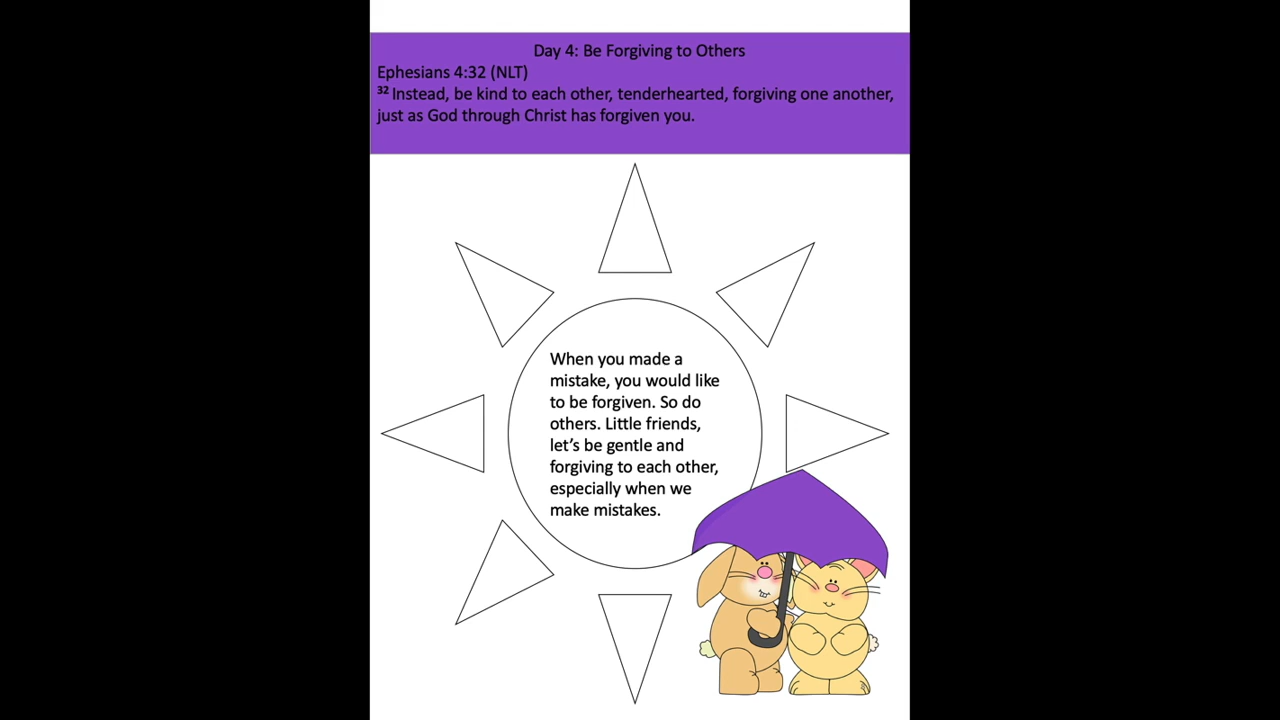 Day 4: Be Forgiving to Others
Ephesians 4:32 (NLT)
32 Instead, be kind to each other, tenderhearted, forgiving one another,
just as God through Christ has forgiven you.
When you made a
mistake, you would like
to be forgiven. So do
others. Little friends,
let’s be gentle and
forgiving to each other,
especially when we
make mistakes.